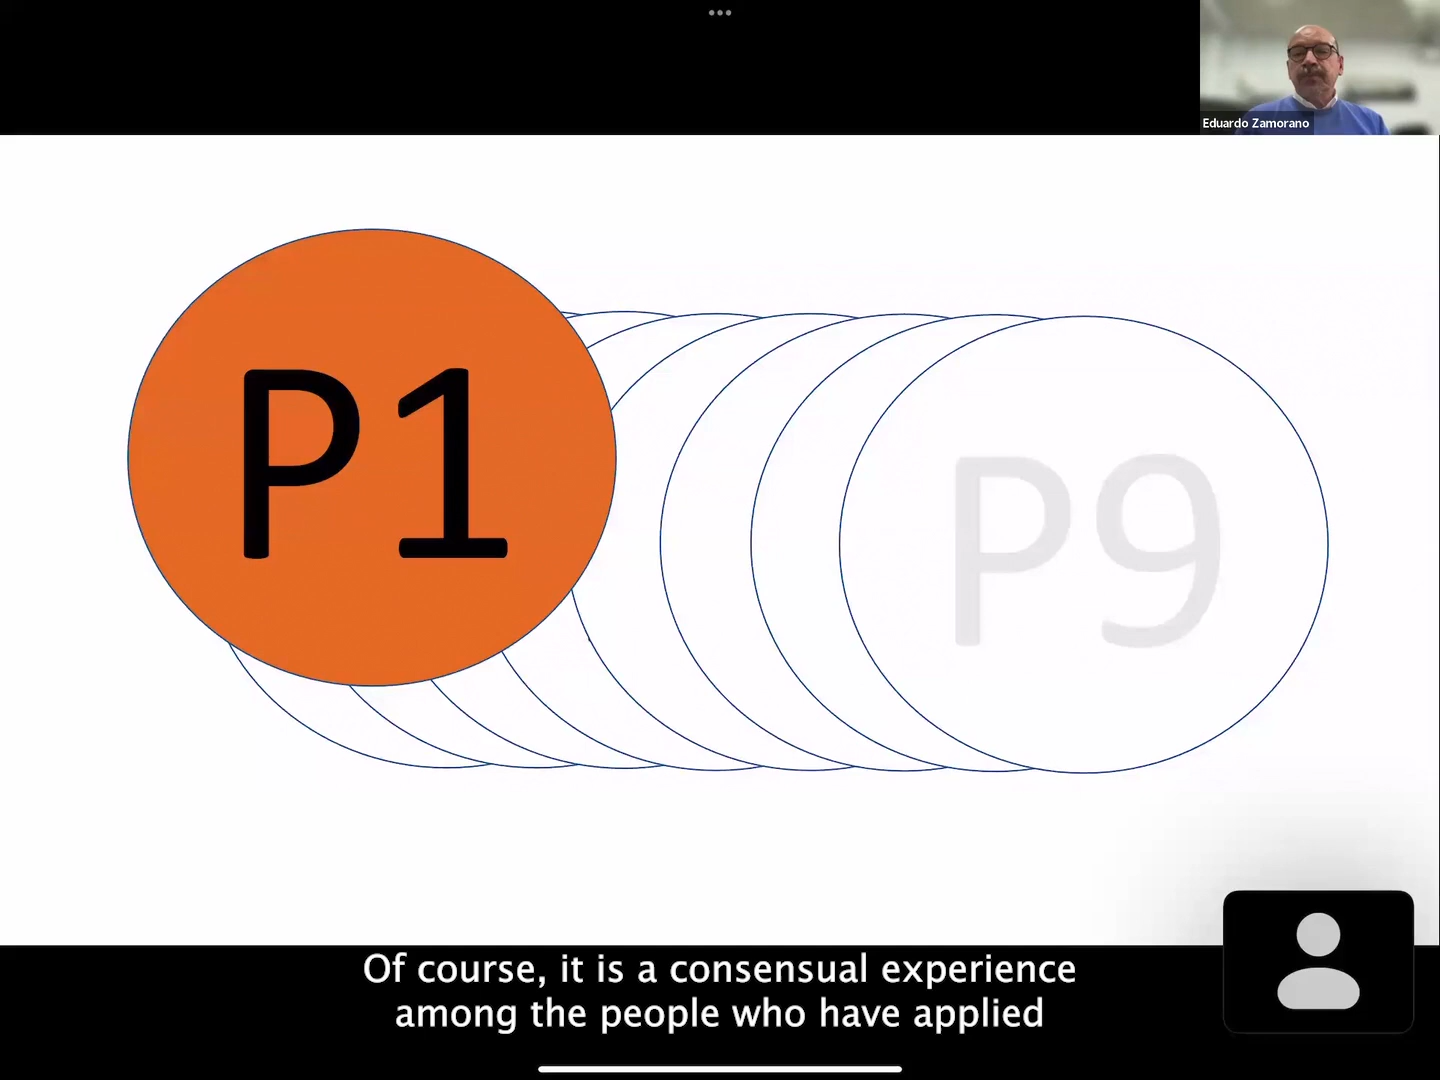 Eduardo Zamorano
P1
P9
Of course, it is a consensual experience
among the people who have applied